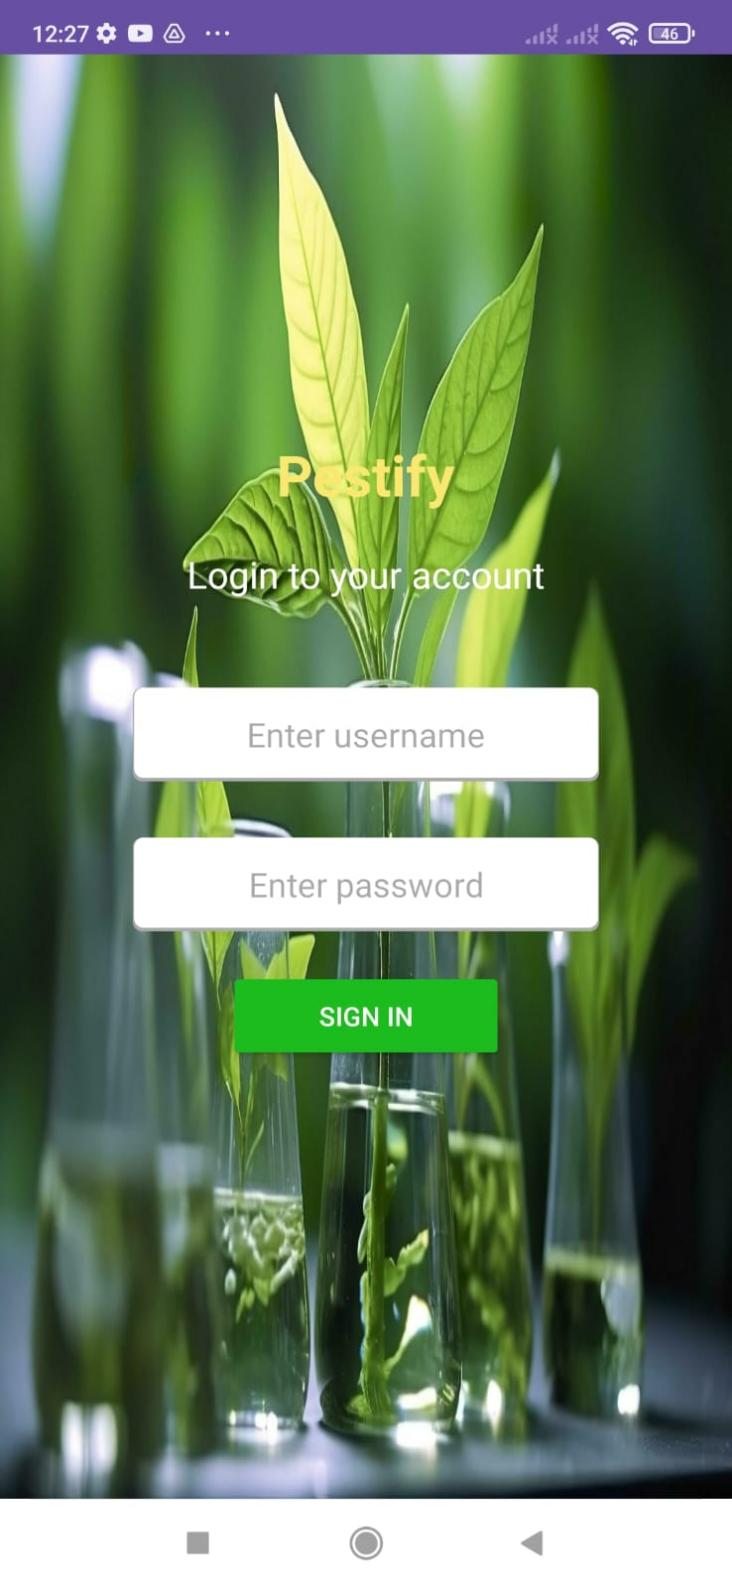 12:27
46
Pestify
Login to your account
Enter username
Enter password
SIGN IN